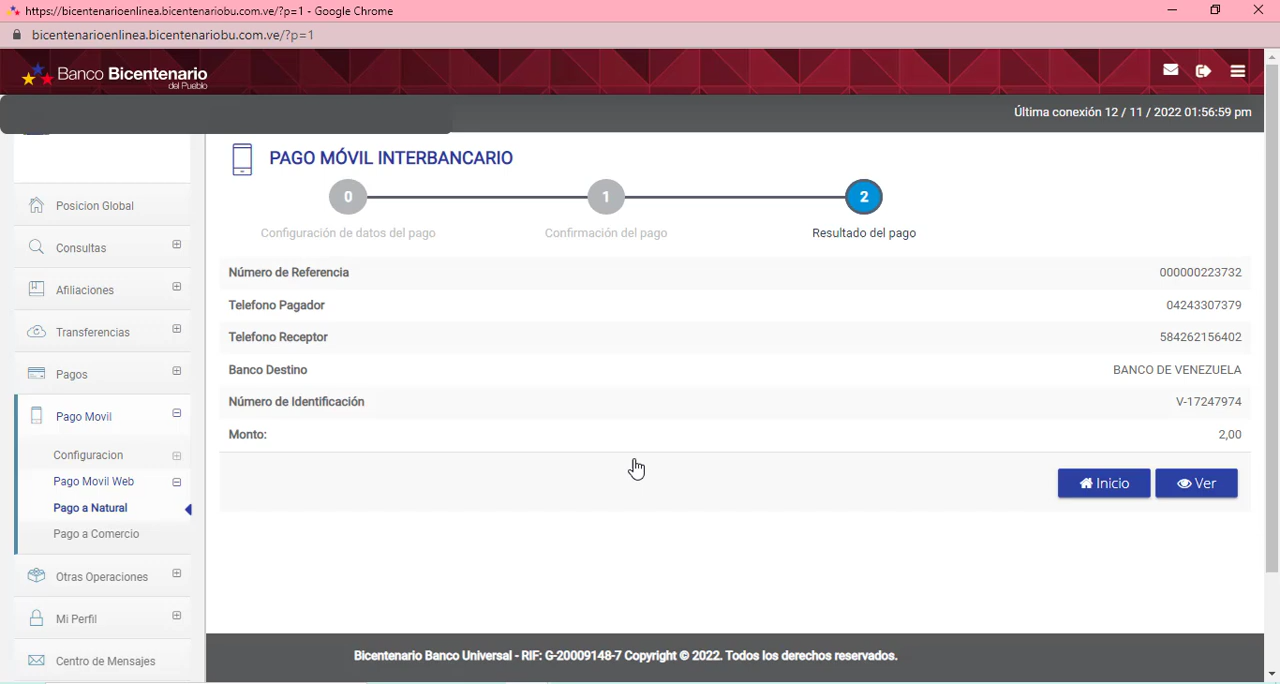 https://bicentenarioenlinea.bicentenariobu.com.ve/?p=1 - Google Chrome
bicentenarioenlinea.bicentenariobu.com.ve/?p=1
Banco Bicentenario
del Pueblo
Última conexión 12 / 11 / 2022 01:56:59 pm
PAGO MÓVIL INTERBANCARIO
0 1 2
Configuración de datos del pago Confirmación del pago Resultado del pago
Número de Referencia 000000223732
Telefono Pagador 04243307379
Telefono Receptor 584262156402
Banco Destino BANCO DE VENEZUELA
Número de Identificación V-17247974
Monto: 2,00
Inicio Ver
Posicion Global
Consultas
Afiliaciones
Transferencias
Pagos
Pago Movil
Configuracion
Pago Movil Web
Pago a Natural
Pago a Comercio
Otras Operaciones
Mi Perfil
Centro de Mensajes
Bicentenario Banco Universal - RIF: G-20009148-7 Copyright © 2022. Todos los derechos reservados.